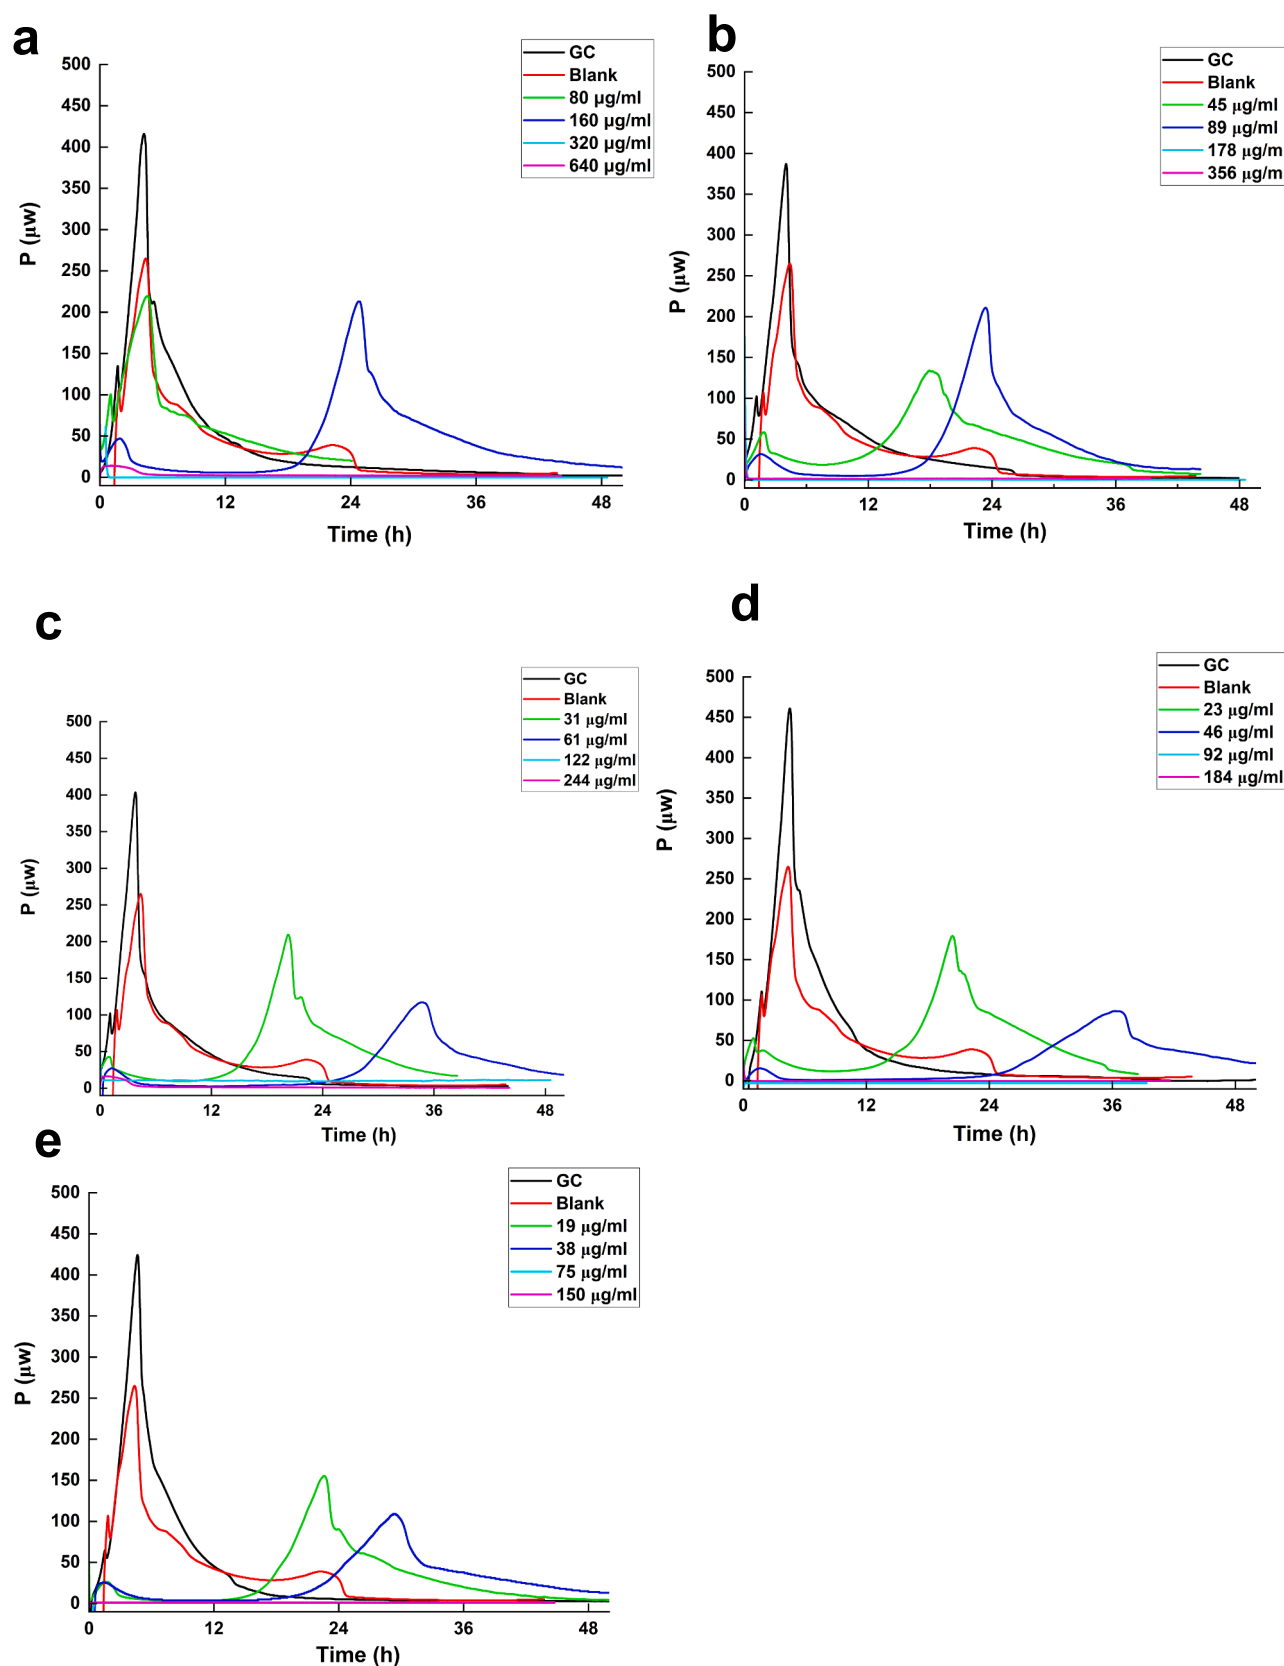 a
GC
Blank
80 µg/ml
160 µg/ml
320 µg/ml
640 µg/ml
500
450
400
350
300
250
200
150
100
50
0
P (µw)
0 12 24 36 48
Time (h)
b
GC
Blank
45 µg/ml
89 µg/ml
178 µg/m
356 µg/m
500
450
400
350
300
250
200
150
100
50
0
P (µw)
0 12 24 36 48
Time (h)
c
GC
Blank
31 µg/ml
61 µg/ml
122 µg/ml
244 µg/ml
500
450
400
350
300
250
200
150
100
50
0
P (µw)
0 12 24 36 48
Time (h)
d
GC
Blank
23 µg/ml
46 µg/ml
92 µg/ml
184 µg/ml
500
450
400
350
300
250
200
150
100
50
0
P (µw)
0 12 24 36 48
Time (h)
e
GC
Blank
19 µg/ml
38 µg/ml
75 µg/ml
150 µg/ml
500
450
400
350
300
250
200
150
100
50
0
P (µw)
0 12 24 36 48
Time (h)